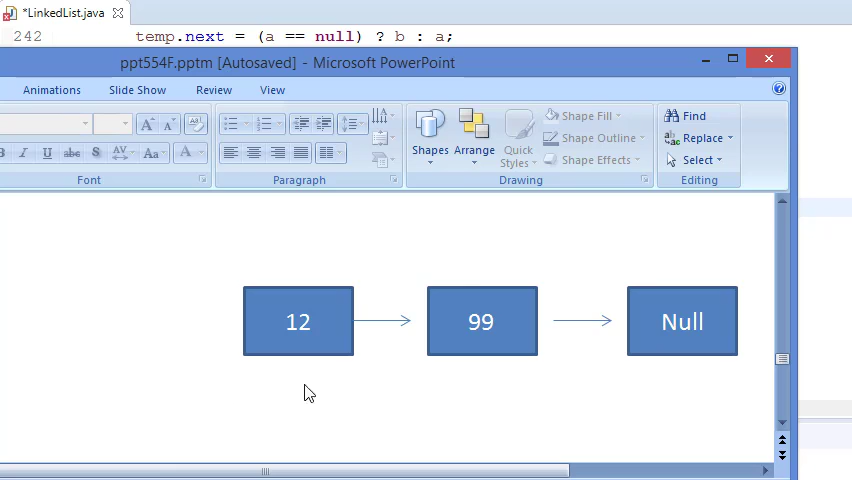 *LinkedList.java
242 temp.next = (a == null) ? b : a;
ppt554F.pptm [Autosaved] - Microsoft PowerPoint
Animations Slide Show Review View
Shapes Arrange Quick Styles
Shape Fill
Shape Outline
Shape Effects
Find
Replace
Select
Font Paragraph Drawing Editing
12 99 Null